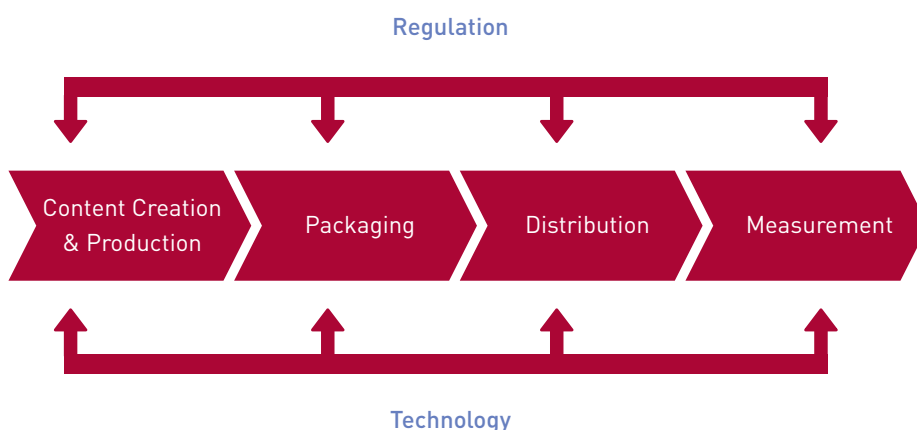 Regulation
Content Creation
& Production
Packaging
Distribution
Measurement
Technology